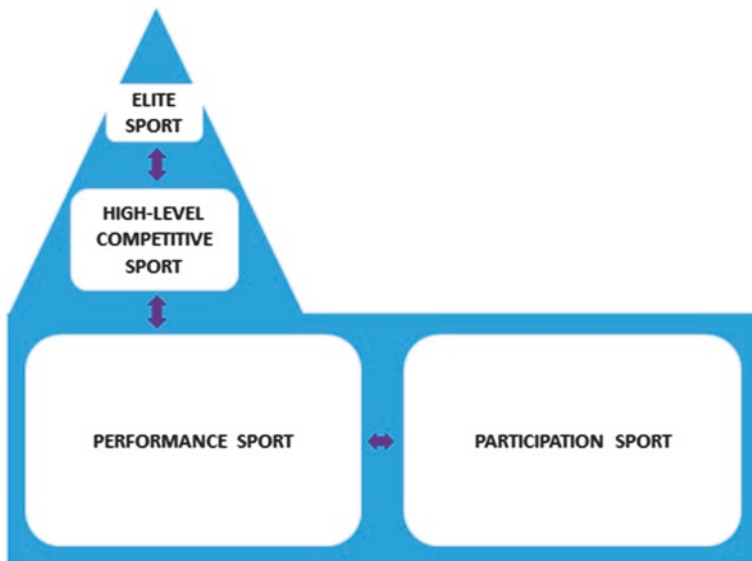 ELITE
SPORT
HIGH-LEVEL
COMPETITIVE
SPORT
PERFORMANCE SPORT
PARTICIPATION SPORT